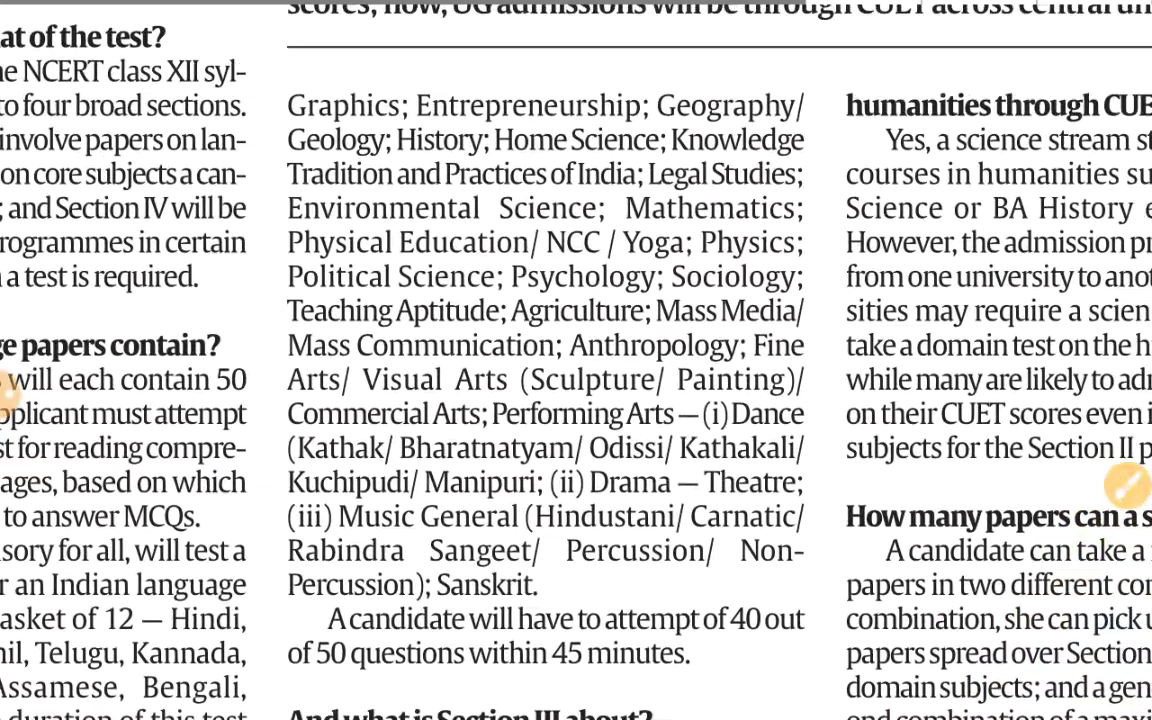 scores, now, UG admissions will be through CUET across central
at of the test?
NCERT class XII syl-
to four broad sections.
involve papers on lan-
on core subjects a can-
; and Section IV will be
rogrammes in certain
a test is required.
papers contain?
will each contain 50
pplicant must attempt
st for reading compre-
ages, based on which
to answer MCQs.
sory for all, will test a
r an Indian language
asket of 12 — Hindi,
il, Telugu, Kannada,
Assamese, Bengali,
duration of this test
Graphics; Entrepreneurship; Geography/
Geology; History; Home Science; Knowledge
Tradition and Practices of India; Legal Studies;
Environmental Science; Mathematics;
Physical Education/ NCC / Yoga; Physics;
Political Science; Psychology; Sociology;
Teaching Aptitude; Agriculture; Mass Media/
Mass Communication; Anthropology; Fine
Arts/ Visual Arts (Sculpture/ Painting)/
Commercial Arts; Performing Arts — (i) Dance
(Kathak/ Bharatnatyam/ Odissi/ Kathakali/
Kuchipudi/ Manipuri; (ii) Drama — Theatre;
(iii) Music General (Hindustani/ Carnatic/
Rabindra Sangeet/ Percussion/ Non-
Percussion); Sanskrit.
A candidate will have to attempt of 40 out
of 50 questions within 45 minutes.
And what is Section III about?
humanities through CUE
Yes, a science stream st
courses in humanities su
Science or BA History e
However, the admission pr
from one university to anot
sities may require a scien
take a domain test on the h
while many are likely to adm
on their CUET scores even i
subjects for the Section II p
How many papers can a s
A candidate can take a
papers in two different com
combination, she can pick u
papers spread over Section
domain subjects; and a gen
ond combination of a maxi